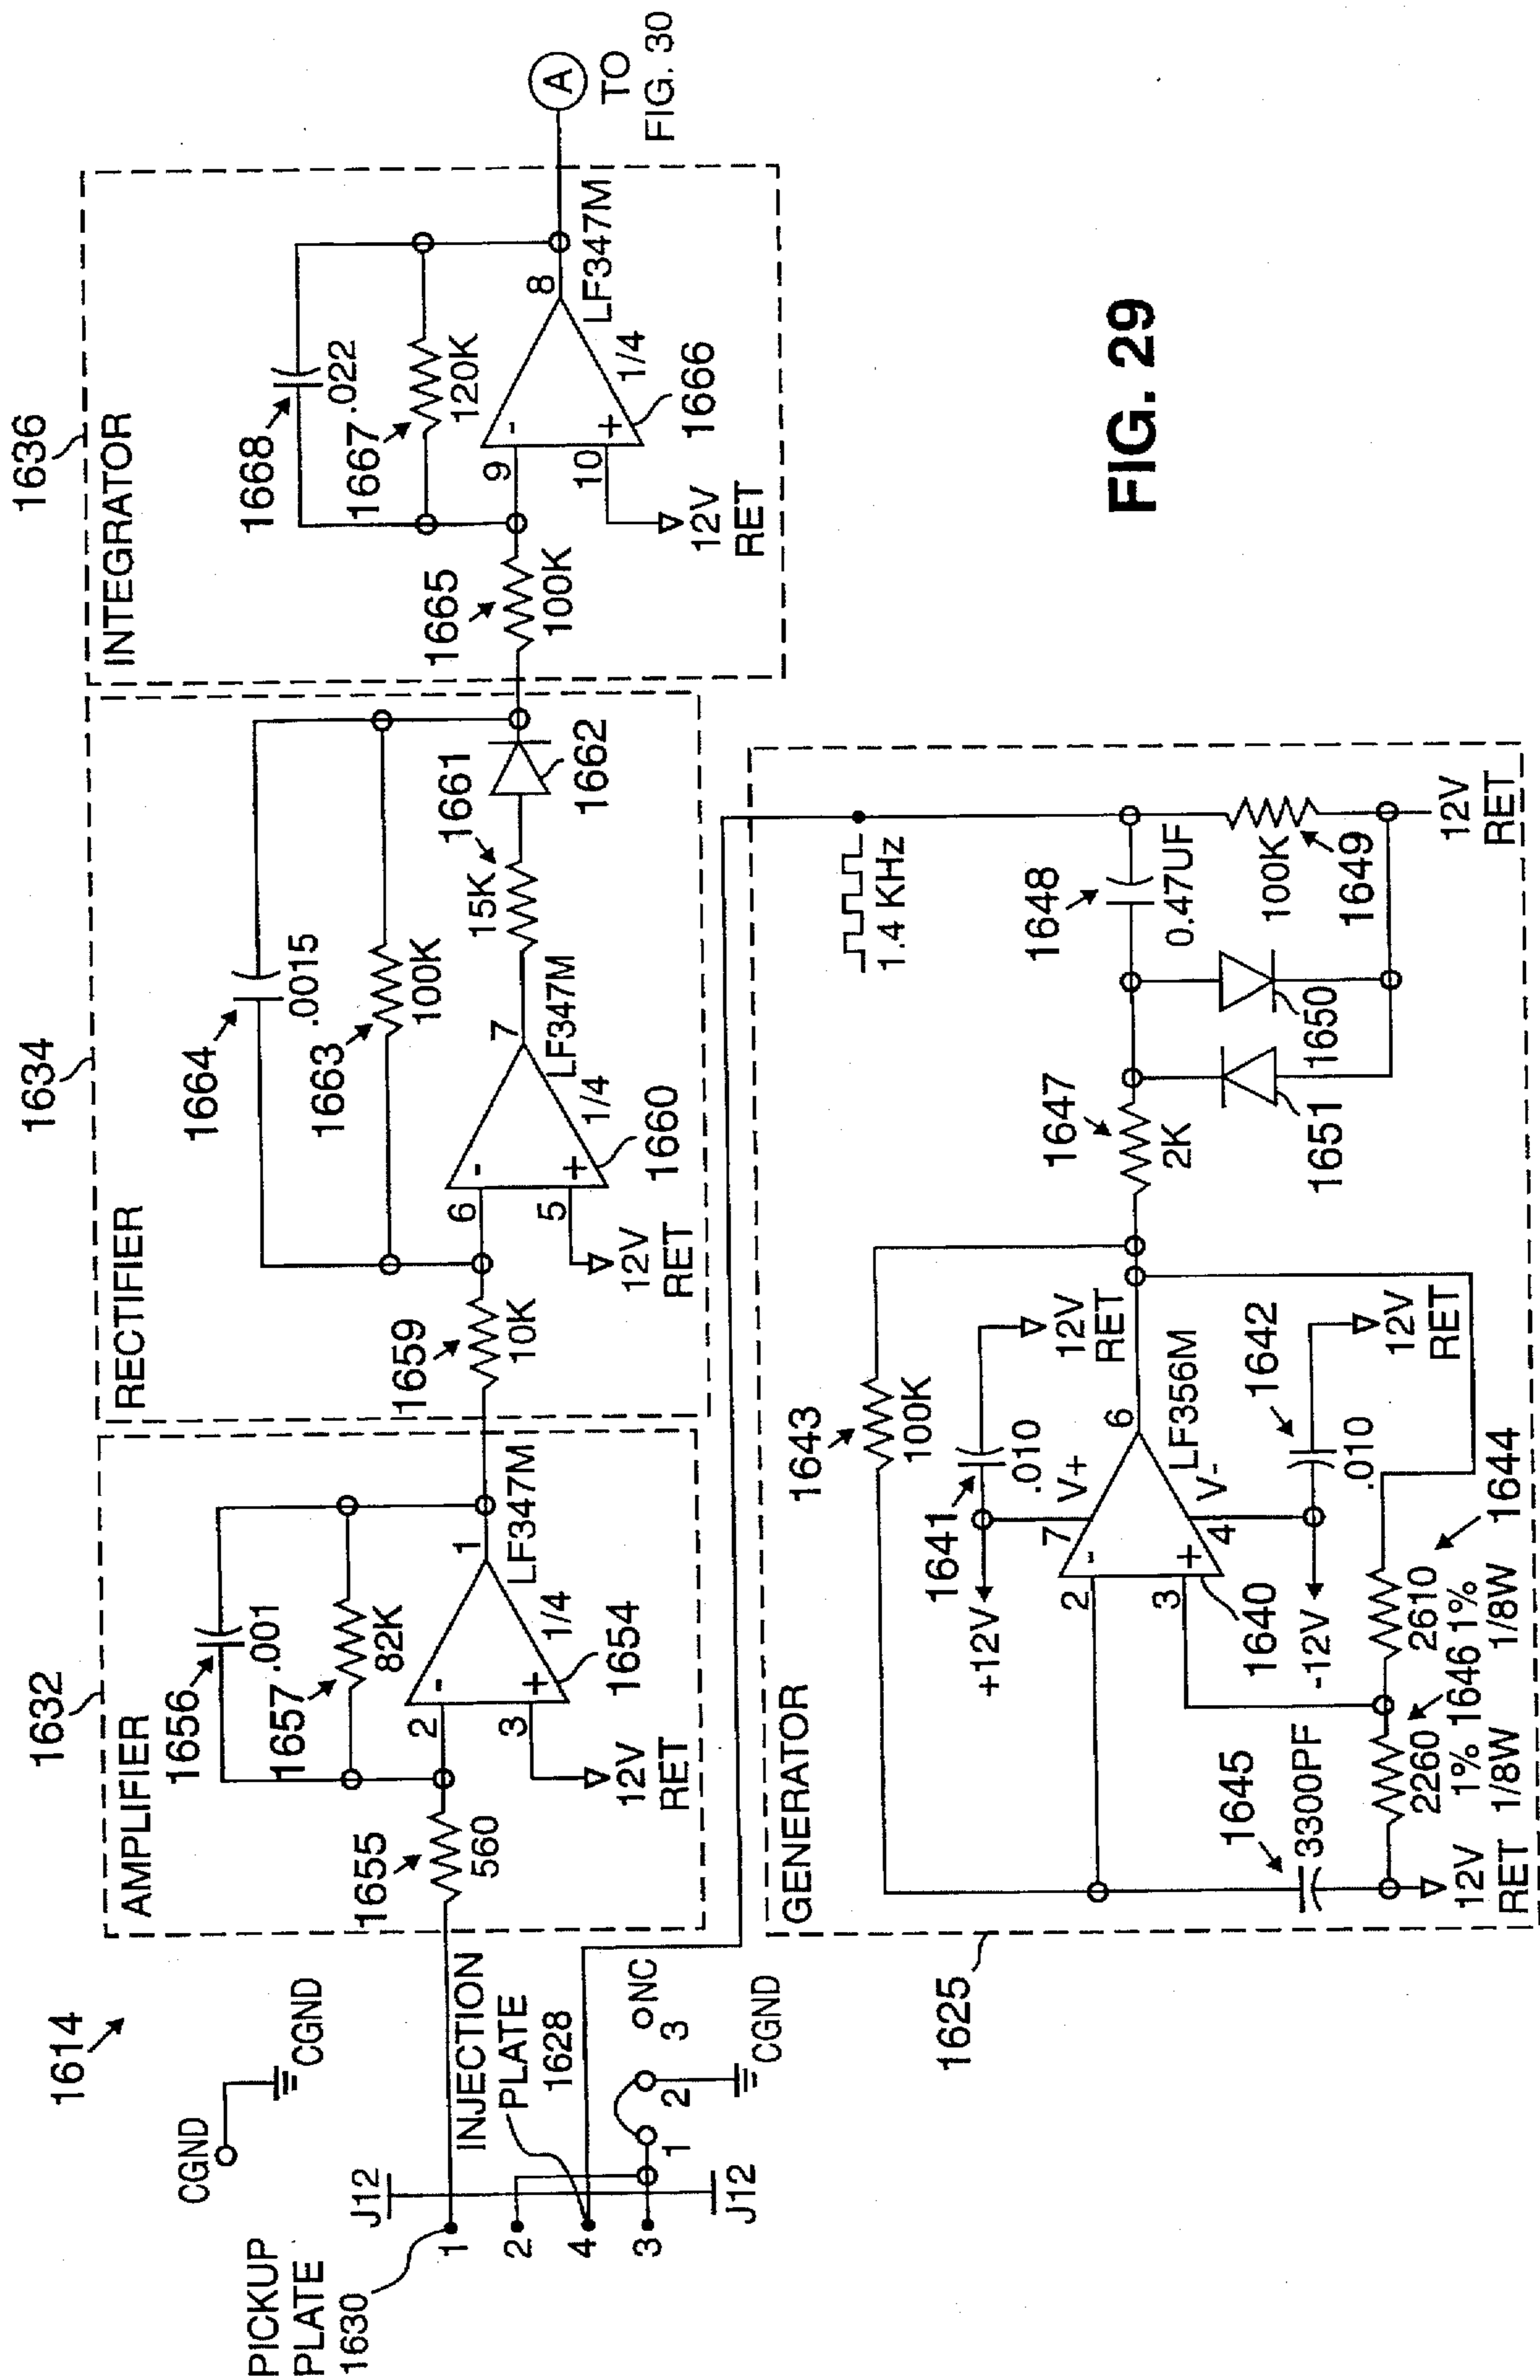 1614
PICKUP
PLATE
1630
CGND
CGND
J12
1
2
4
3
J12
INJECTION
PLATE
1628
1
2
3
NC
CGND
1632
AMPLIFIER
1656
.001
1657
82K
1655
560
2
3
1
LF347M
1/4
1654
12V
RET
1634
RECTIFIER
1664
.0015
1663
100K
1659
10K
6
5
7
LF347M
1/4
1660
12V
RET
15K
1661
1662
1636
INTEGRATOR
1668
.022
1667
120K
1665
100K
9
10
8
LF347M
1/4
1666
12V
RET
A
TO
FIG. 30
1625
GENERATOR
1643
100K
1641
.010
12V
RET
+12V
7
V+
2
3
6
LF356M
4
V-
1640
-12V
1642
.010
12V
RET
1645
3300PF
2260
1%
1/8W
1646
2610
1%
1/8W
1644
12V
RET
1647
2K
1651
1650
1648
0.47UF
100K
1649
12V
RET
1.4 KHz
FIG. 29